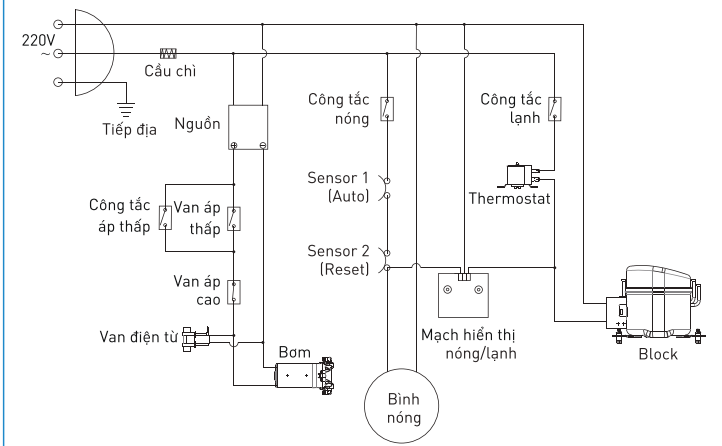 220V
~
Cầu chì
Tiếp địa
Nguồn
Công tắc
áp thấp
Van áp
thấp
Van áp
cao
Van điện từ
Bơm
Công tắc
nóng
Sensor 1
(Auto)
Sensor 2
(Reset)
Bình
nóng
Mạch hiển thị
nóng/lạnh
Công tắc
lạnh
Thermostat
Block